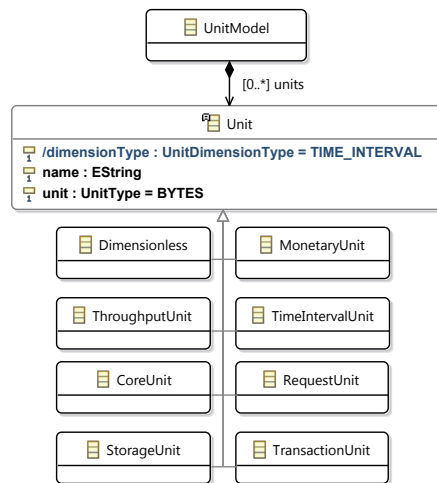 UnitModel
[0..*] units
Unit
/dimensionType : UnitDimensionType = TIME_INTERVAL
name : EString
unit : UnitType = BYTES
Dimensionless
MonetaryUnit
ThroughputUnit
TimeIntervalUnit
CoreUnit
RequestUnit
StorageUnit
TransactionUnit